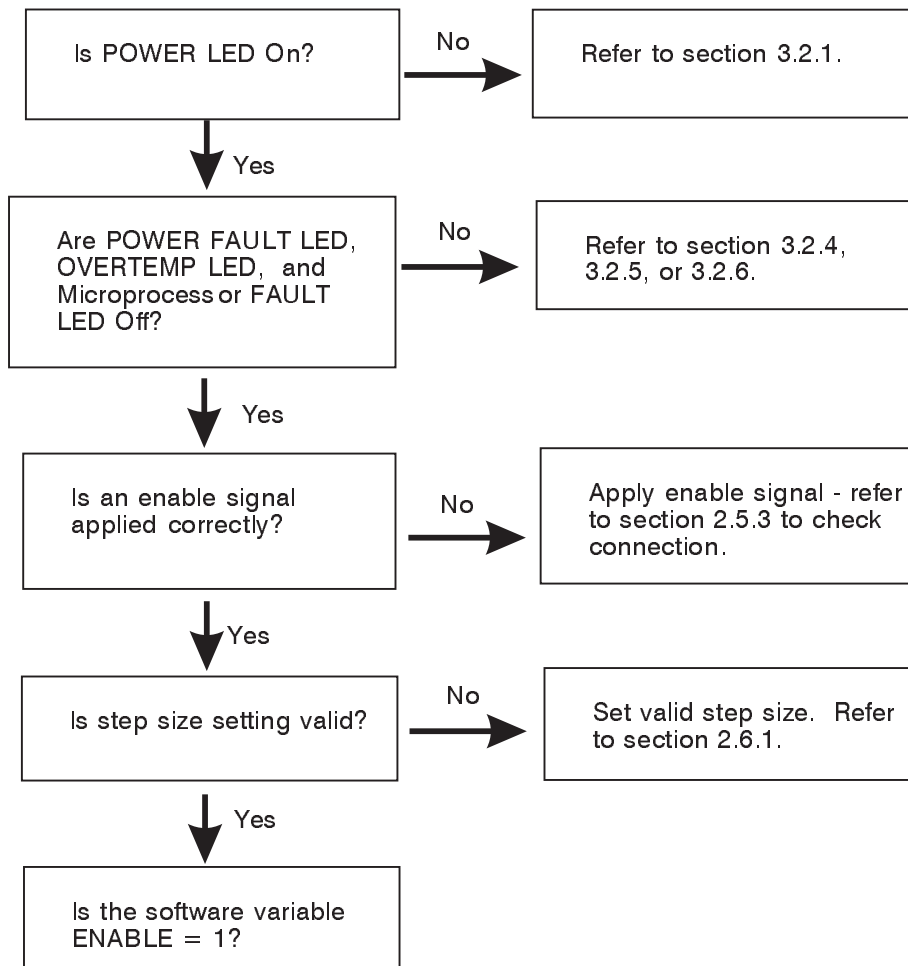 Is POWER LED On?
No
Refer to section 3.2.1.
Yes
Are POWER FAULT LED,
OVERTEMP LED, and
Microprocessor FAULT
LED Off?
No
Refer to section 3.2.4,
3.2.5, or 3.2.6.
Yes
Is an enable signal
applied correctly?
No
Apply enable signal - refer
to section 2.5.3 to check
connection.
Yes
Is step size setting valid?
No
Set valid step size. Refer
to section 2.6.1.
Yes
Is the software variable
ENABLE = 1?